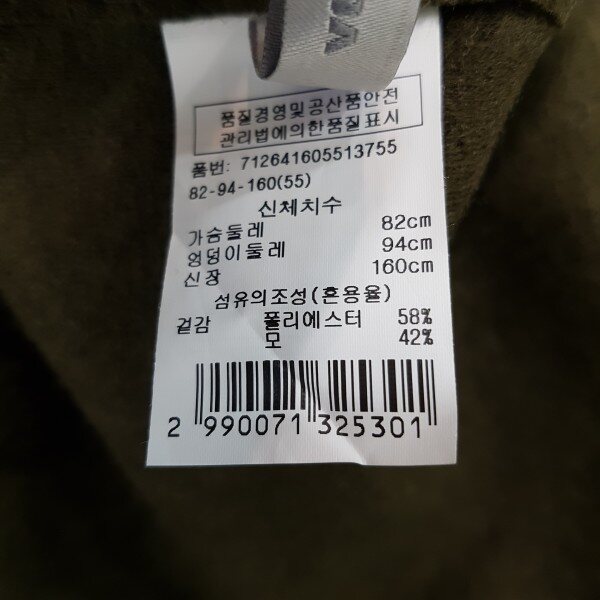 품질경영및공산품안전
관리법에의한품질표시
품번: 712641605513755
82-94-160(55)
신체치수
가슴둘레 82cm
엉덩이둘레 94cm
신장 160cm
섬유의조성(혼용율)
겉감 폴리에스터 58%
모 42%
2 990071 325301